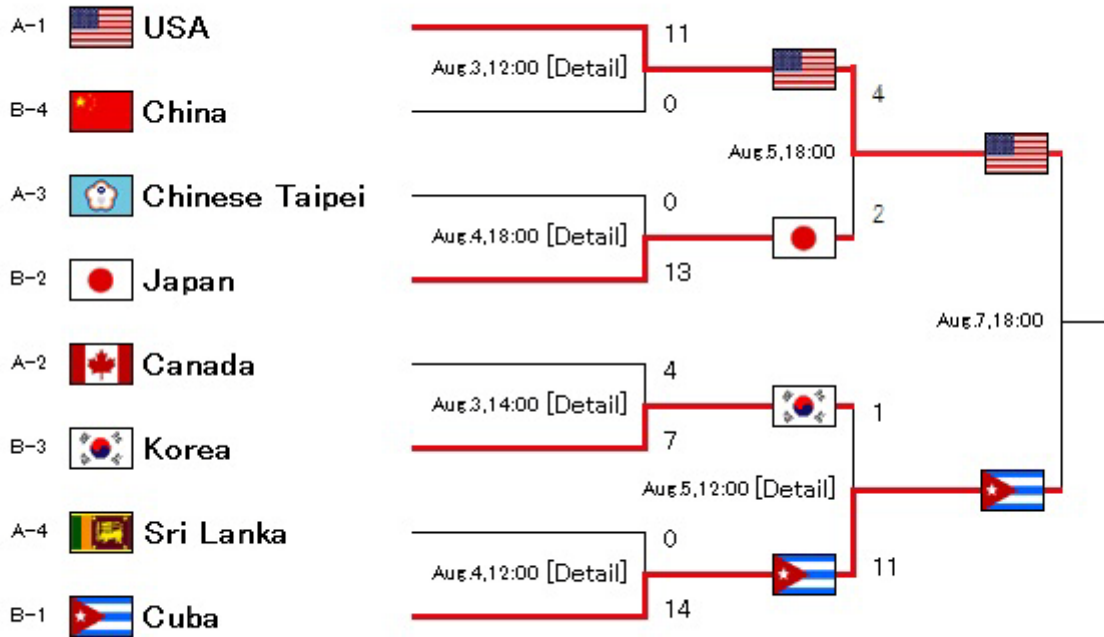 A-1 USA 11
Aug.3,12:00 [Detail]
B-4 China 0
4
Aug.5,18:00
A-3 Chinese Taipei 0
Aug.4,18:00 [Detail]
2
B-2 Japan 13
Aug.7,18:00
A-2 Canada 4
Aug.3,14:00 [Detail]
1
B-3 Korea 7
Aug.5,12:00 [Detail]
A-4 Sri Lanka 0
Aug.4,12:00 [Detail]
11
B-1 Cuba 14